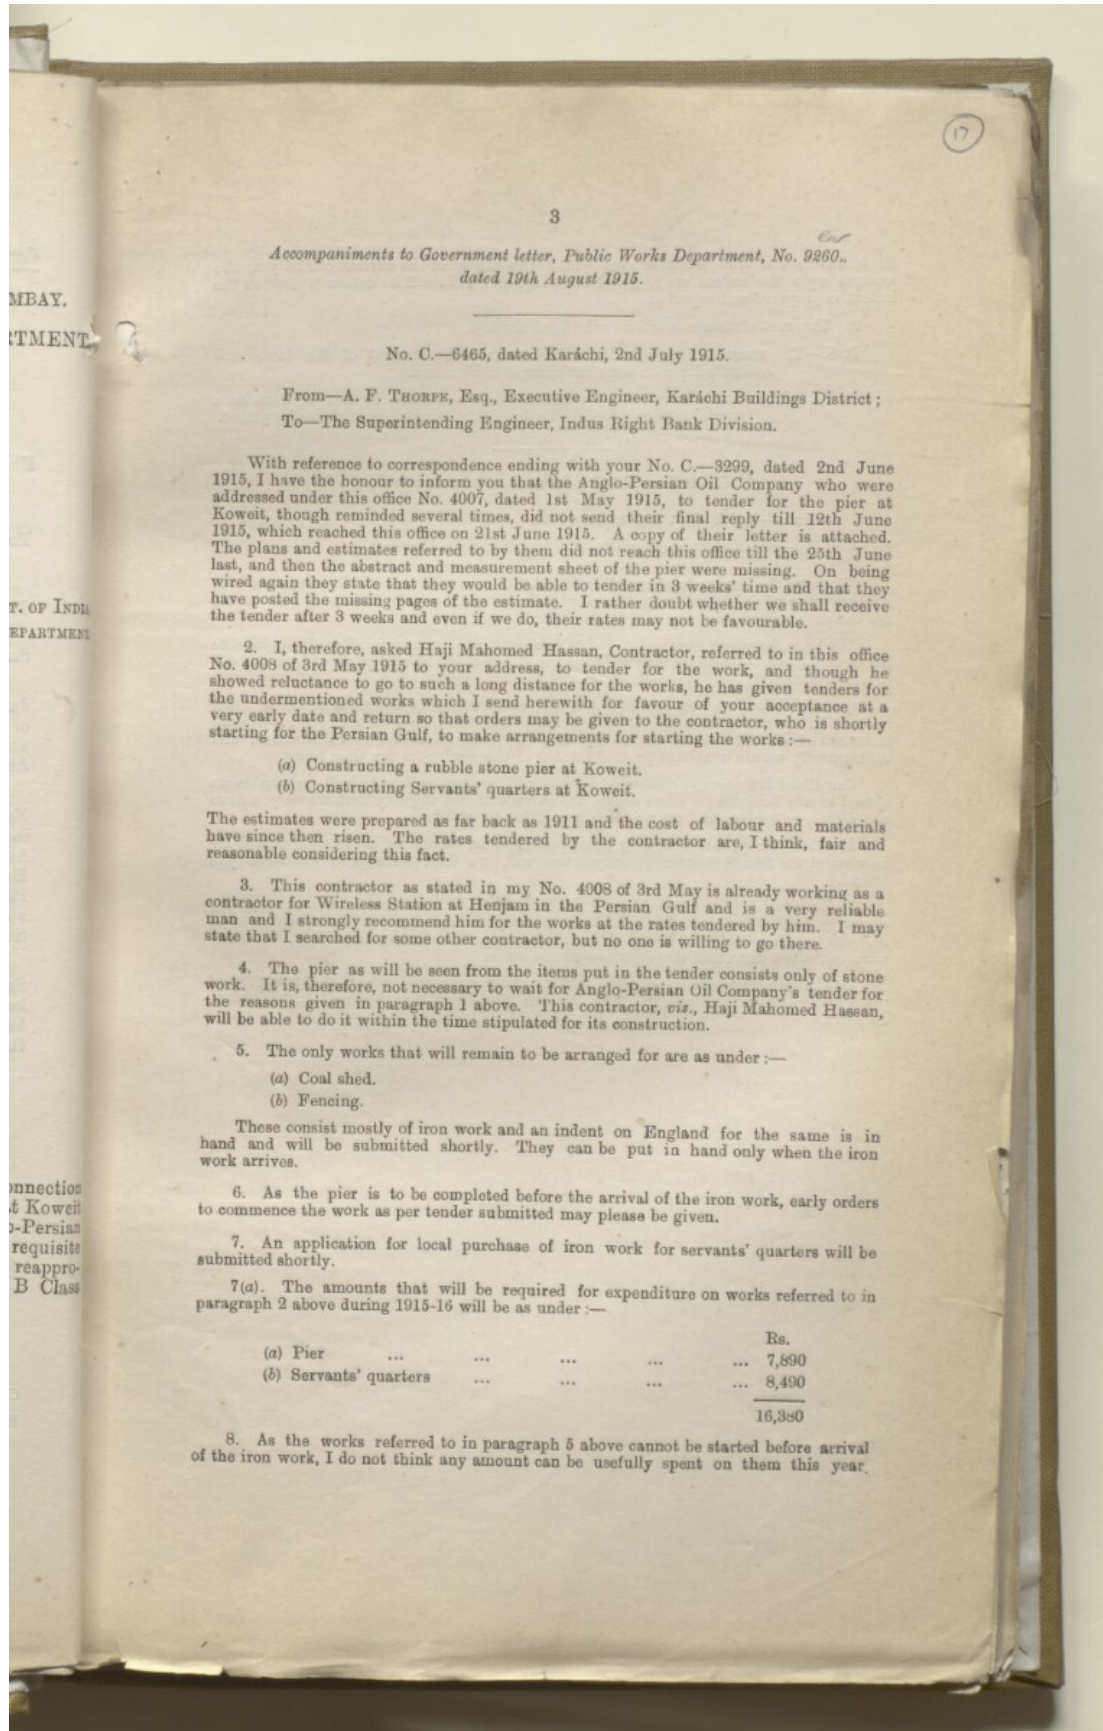 17
3
Accompaniments to Government letter, Public Works Department, No. 9260..
dated 19th August 1915.
No. C.—6465, dated Karáchi, 2nd July 1915.
From—A. F. THORPE, Esq., Executive Engineer, Karáchi Buildings District;
To—The Superintending Engineer, Indus Right Bank Division.
With reference to correspondence ending with your No. C.—3299, dated 2nd June
1915, I have the honour to inform you that the Anglo-Persian Oil Company who were
addressed under this office No. 4007, dated 1st May 1915, to tender for the pier at
Koweit, though reminded several times, did not send their final reply till 12th June
1915, which reached this office on 21st June 1915. A copy of their letter is attached.
The plans and estimates referred to by them did not reach this office till the 25th June
last, and then the abstract and measurement sheet of the pier were missing. On being
wired again they state that they would be able to tender in 3 weeks' time and that they
have posted the missing pages of the estimate. I rather doubt whether we shall receive
the tender after 3 weeks and even if we do, their rates may not be favourable.
2. I, therefore, asked Haji Mahomed Hassan, Contractor, referred to in this office
No. 4008 of 3rd May 1915 to your address, to tender for the work, and though he
showed reluctance to go to such a long distance for the works, he has given tenders for
the undermentioned works which I send herewith for favour of your acceptance at a
very early date and return so that orders may be given to the contractor, who is shortly
starting for the Persian Gulf, to make arrangements for starting the works :—
(a) Constructing a rubble stone pier at Koweit.
(b) Constructing Servants' quarters at Koweit.
The estimates were prepared as far back as 1911 and the cost of labour and materials
have since then risen. The rates tendered by the contractor are, I think, fair and
reasonable considering this fact.
3. This contractor as stated in my No. 4008 of 3rd May is already working as a
contractor for Wireless Station at Henjam in the Persian Gulf and is a very reliable
man and I strongly recommend him for the works at the rates tendered by him. I may
state that I searched for some other contractor, but no one is willing to go there.
4. The pier as will be seen from the items put in the tender consists only of stone
work. It is, therefore, not necessary to wait for Anglo-Persian Oil Company's tender for
the reasons given in paragraph 1 above. This contractor, viz., Haji Mahomed Hassan,
will be able to do it within the time stipulated for its construction.
5. The only works that will remain to be arranged for are as under :—
(a) Coal shed.
(b) Fencing.
These consist mostly of iron work and an indent on England for the same is in
hand and will be submitted shortly. They can be put in hand only when the iron
work arrives.
6. As the pier is to be completed before the arrival of the iron work, early orders
to commence the work as per tender submitted may please be given.
7. An application for local purchase of iron work for servants' quarters will be
submitted shortly.
7(a). The amounts that will be required for expenditure on works referred to in
paragraph 2 above during 1915-16 will be as under :—
Rs.
(a) Pier ... ... ... ... ... 7,890
(b) Servants' quarters ... ... ... ... 8,490
16,380
8. As the works referred to in paragraph 5 above cannot be started before arrival
of the iron work, I do not think any amount can be usefully spent on them this year.
MBAY.
RTMENT,
T. OF INDIA
EPARTMENT
onnection
t Koweit
o-Persian
requisite
reappro-
B Class